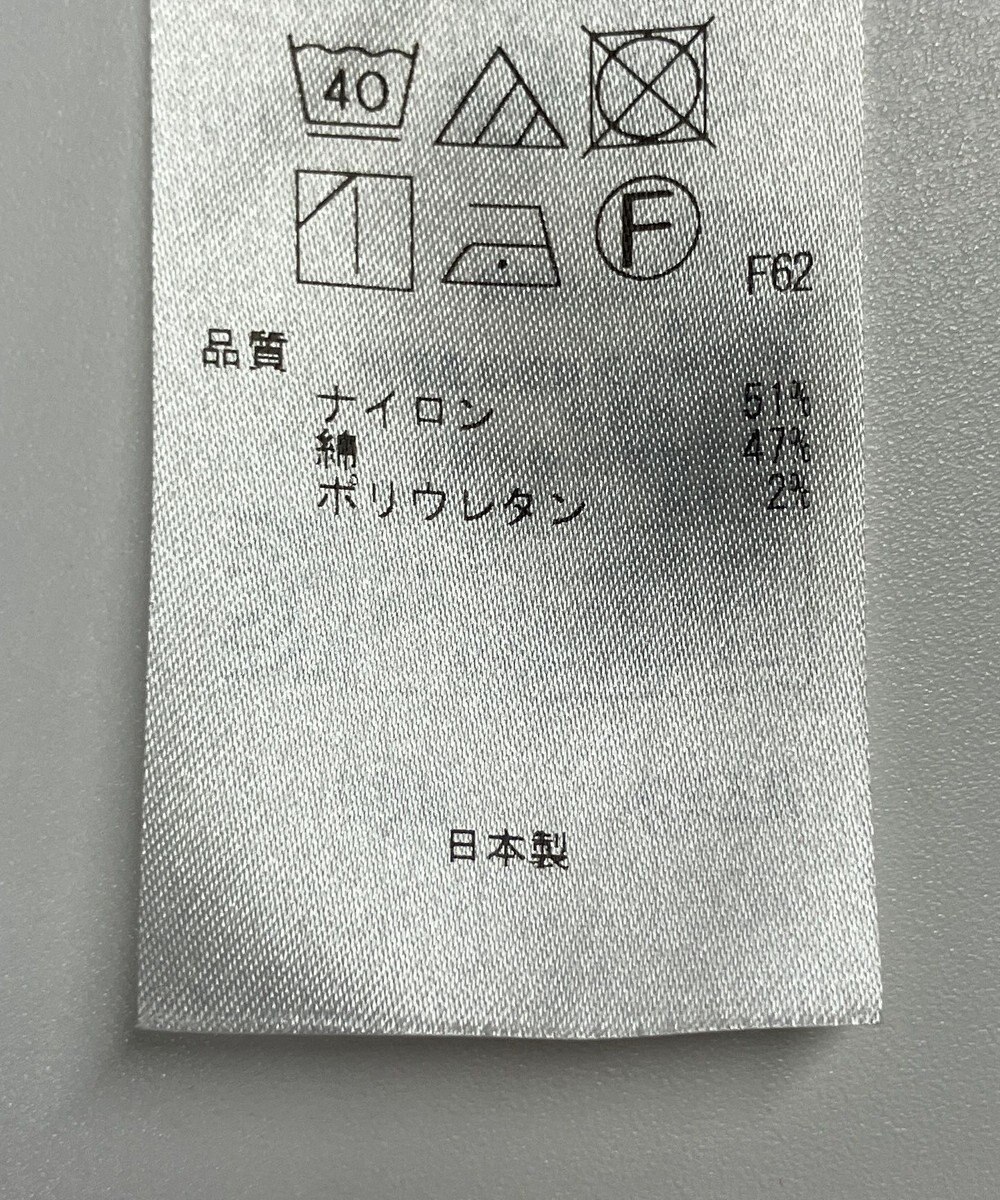 40
F
F62
品質
ナイロン 51%
綿 47%
ポリウレタン 2%
日本製